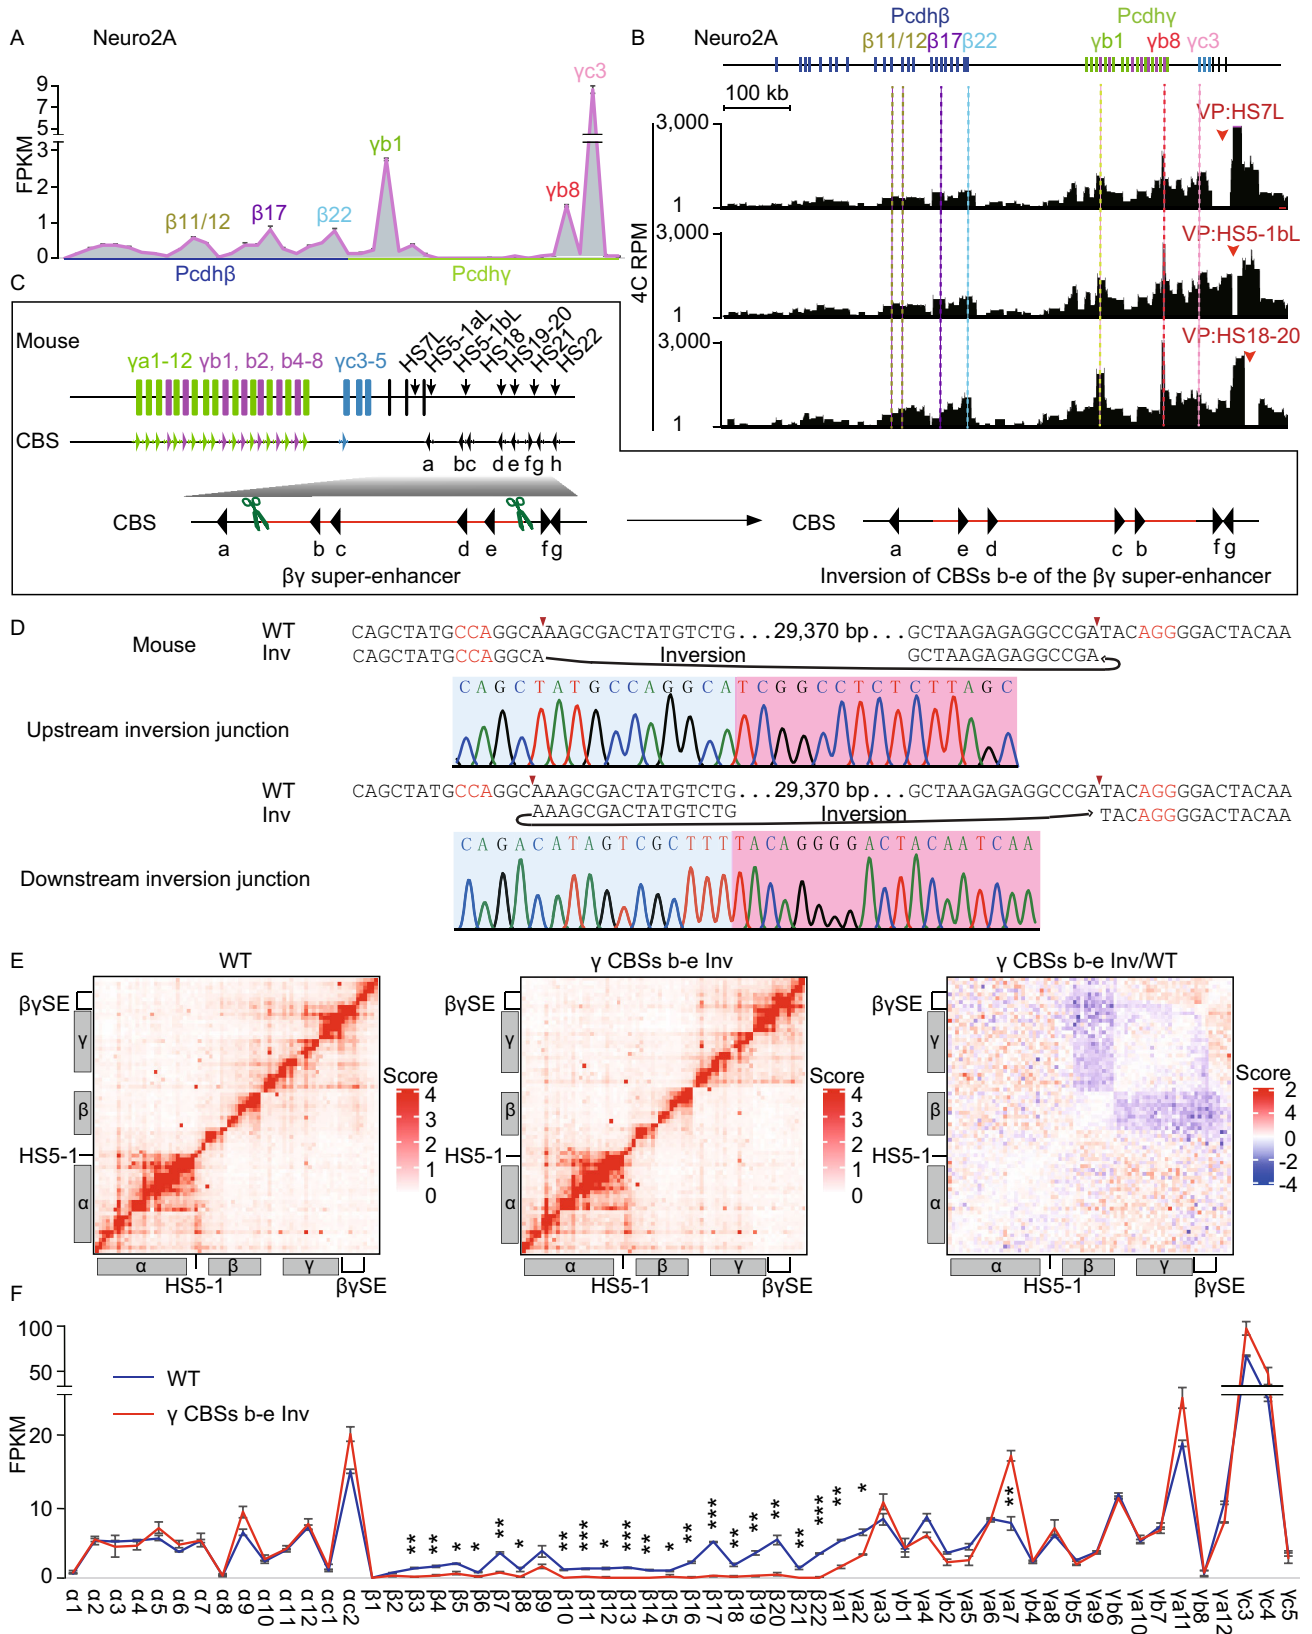 A
Neuro2A
FPKM
9
7
5
3
2
1
0
β11/12
β17
β22
γb1
γb8
γc3
Pcdhβ
Pcdhγ
B
Neuro2A
Pcdhβ
Pcdhγ
β11/12 β17 β22
γb1
γb8 γc3
100 kb
4C RPM
3,000
1
VP:HS7L
3,000
1
VP:HS5-1bL
3,000
1
VP:HS18-20
C
Mouse
γa1-12 γb1, b2, b4-8
γc3-5
HS7L
HS5-1aL
HS5-1bL
HS18
HS19-20
HS21
HS22
CBS
a bc d e fg h
CBS
a b c d e f g
βγ super-enhancer
CBS
a e d c b f g
Inversion of CBSs b-e of the βγ super-enhancer
D
Mouse
WT CAGCTATGCCAGGCAAAGCGACTATGTCTG...29,370 bp...GCTAAGAGAGGCCGATACAGGGGACTACAA
Inv CAGCTATGCCAGGCA Inversion GCTAAGAGAGGCCGA
CAGCTATGCCAGGCATCGGCCTCTCTTAGC
Upstream inversion junction
WT CAGCTATGCCAGGCAAAGCGACTATGTCTG...29,370 bp...GCTAAGAGAGGCCGATACAGGGGACTACAA
Inv AAAGCGACTATGTCTG Inversion TACAGGGGACTACAA
CAGACATAGTCGCTTTTACAGGGGACTACAATCAA
Downstream inversion junction
E
WT
βγSE
γ
β
HS5-1
α
α β γ
HS5-1 βγSE
Score
4
3
2
1
0
γ CBSs b-e Inv
βγSE
γ
β
HS5-1
α
α β γ
HS5-1 βγSE
Score
4
3
2
1
0
γ CBSs b-e Inv/WT
βγSE
γ
β
HS5-1
α
α β γ
HS5-1 βγSE
Score
2
4
0
-2
-4
F
FPKM
100
50
20
10
0
WT
γ CBSs b-e Inv
** ** * * ** * ** *** * *** ** * ** *** ** ** ** ** *** ** * **
α1 α2 α3 α4 α5 α6 α7 α8 α9 α10 α11 α12 αc1 αc2 β1 β2 β3 β4 β5 β6 β7 β8 β9 β10 β11 β12 β13 β14 β15 β16 β17 β18 β19 β20 β21 β22 γa1 γa2 γa3 γb1 γb2 γa4 γa5 γa6 γa7 γb4 γa8 γb5 γa9 γb6 γa10 γb7 γa11 γb8 γa12 γc3 γc4 γc5